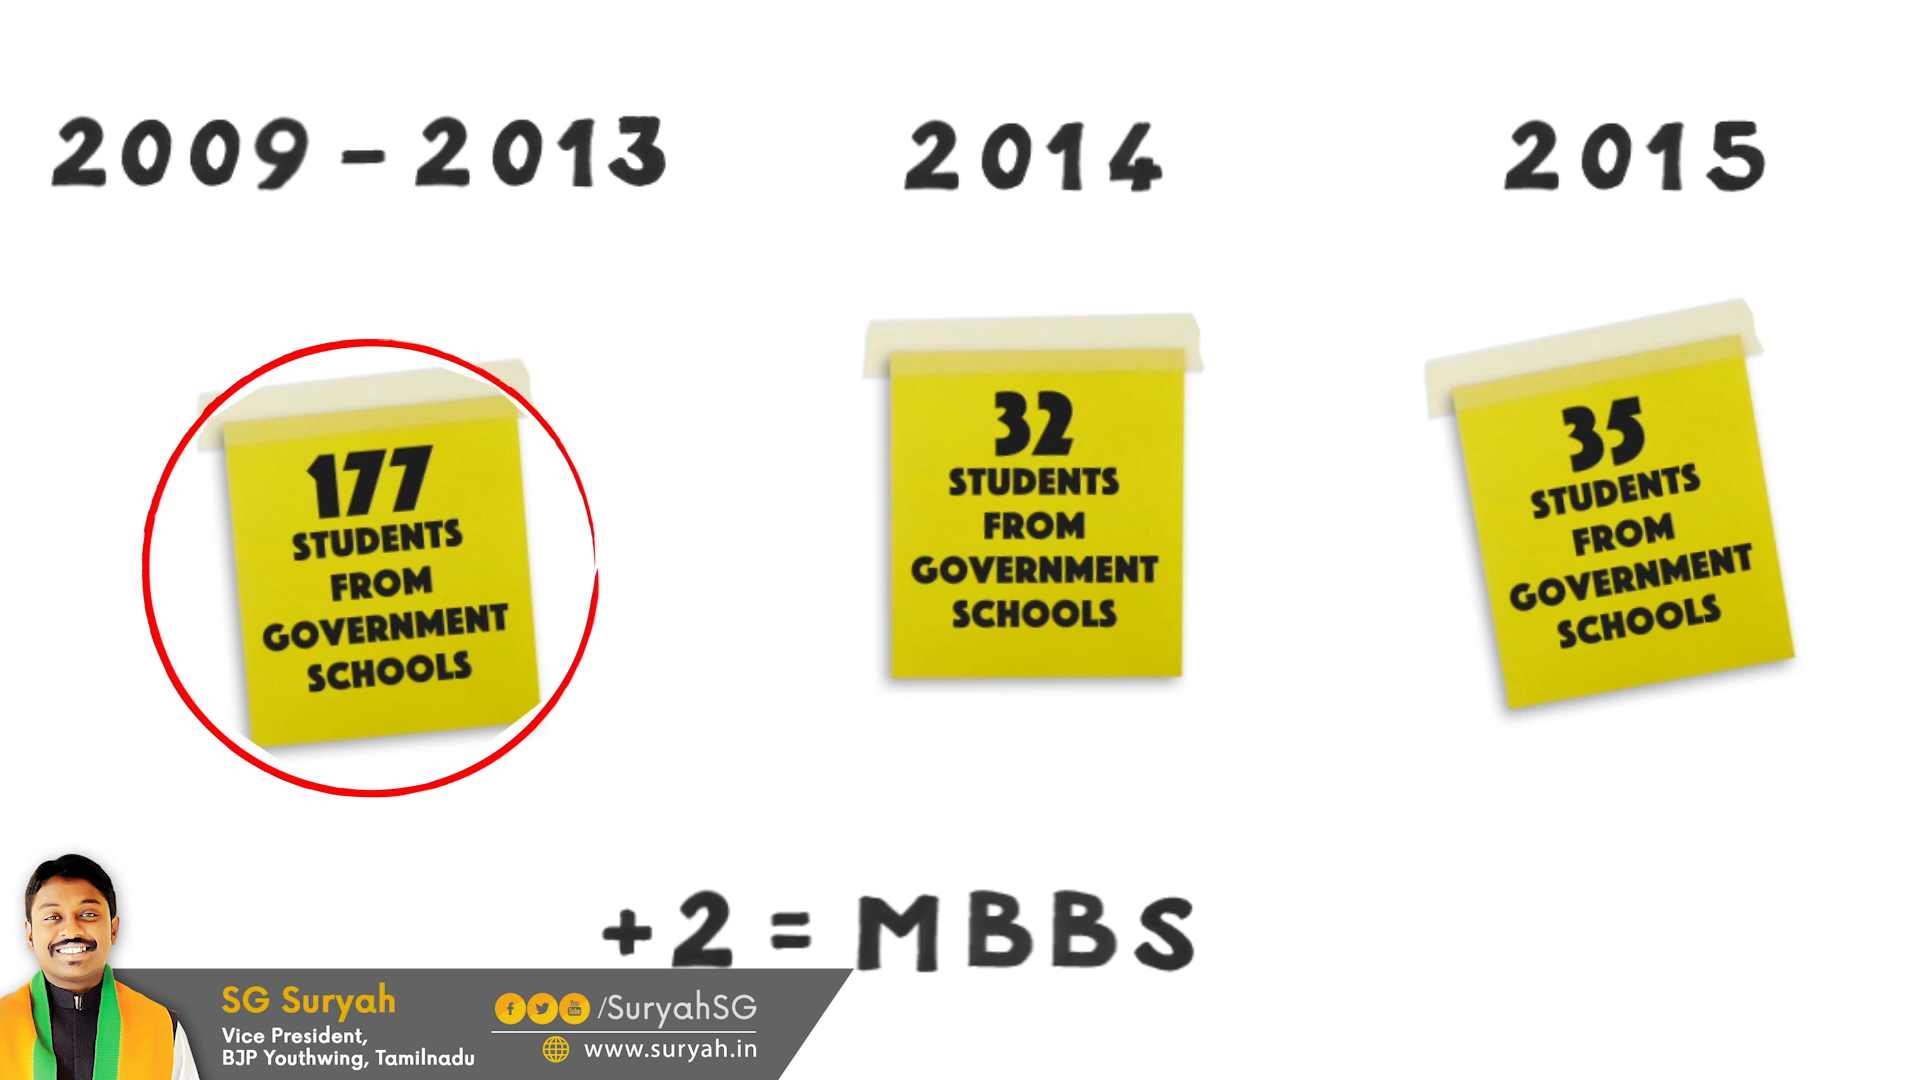 2009-2013
2014
2015
177
STUDENTS
FROM
GOVERNMENT
SCHOOLS
32
STUDENTS
FROM
GOVERNMENT
SCHOOLS
35
STUDENTS
FROM
GOVERNMENT
SCHOOLS
+2 = MBBS
SG Suryah
Vice President,
BJP Youthwing, Tamilnadu
/SuryahSG
www.suryah.in